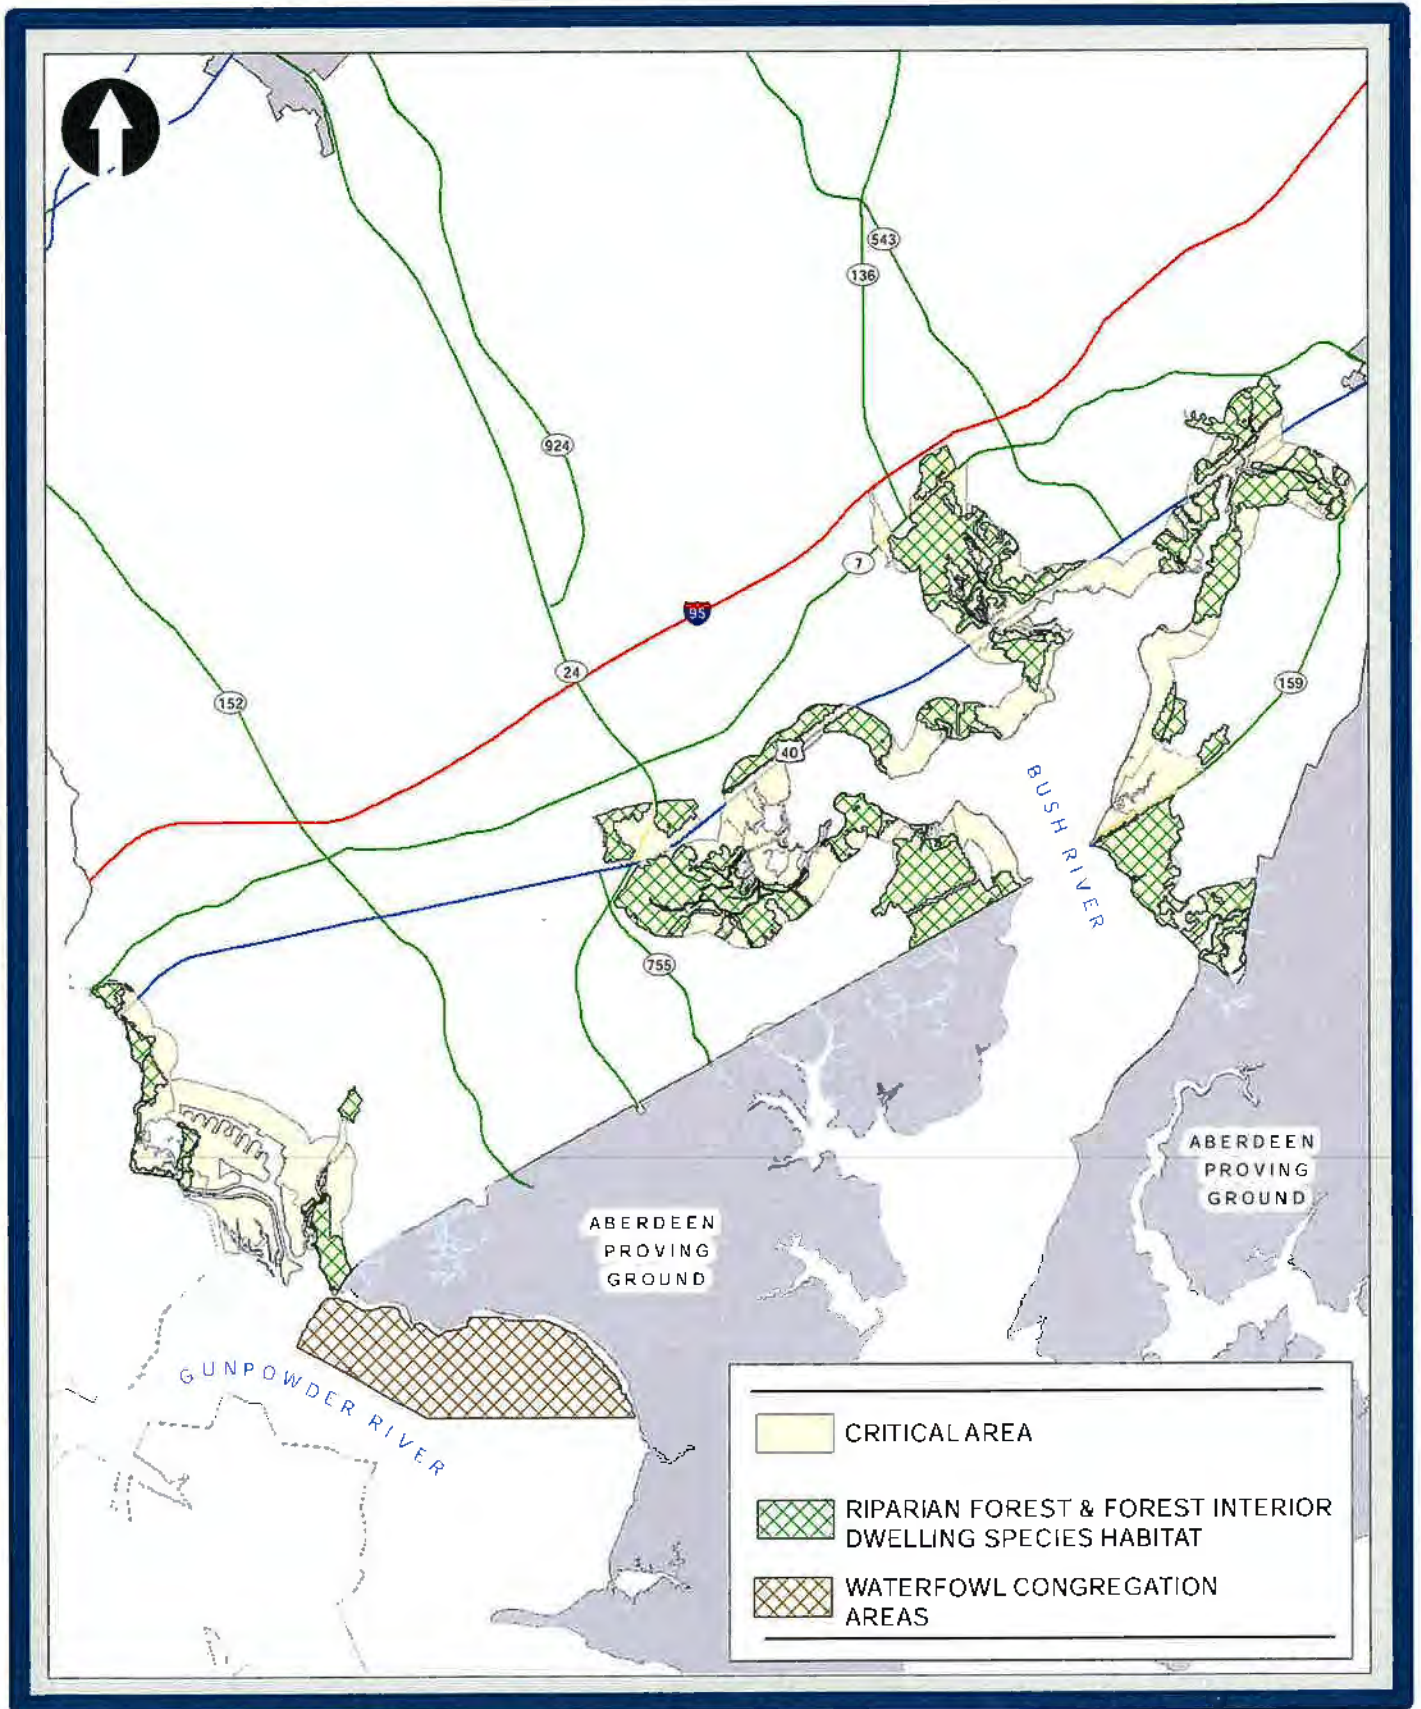 543
136
924
7
95
24
152
159
40
BUSH RIVER
755
ABERDEEN
PROVING
GROUND
ABERDEEN
PROVING
GROUND
GUNPOWDER RIVER
CRITICAL AREA
RIPARIAN FOREST & FOREST INTERIOR
DWELLING SPECIES HABITAT
WATERFOWL CONGREGATION
AREAS